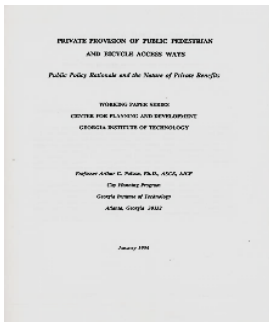 PRIVATE PROVISION OF PUBLIC PEDESTRIAN
AND BICYCLE ACCESS WAYS
Public Policy Rationale and the Nature of Private Benefits
WORKING PAPER SERIES
CENTER FOR PLANNING AND DEVELOPMENT
GEORGIA INSTITUTE OF TECHNOLOGY
Professor Arthur C. Nelson, Ph.D., ASCE, AICP
City Planning Program
Georgia Institute of Technology
Atlanta, Georgia 30332
January 1994